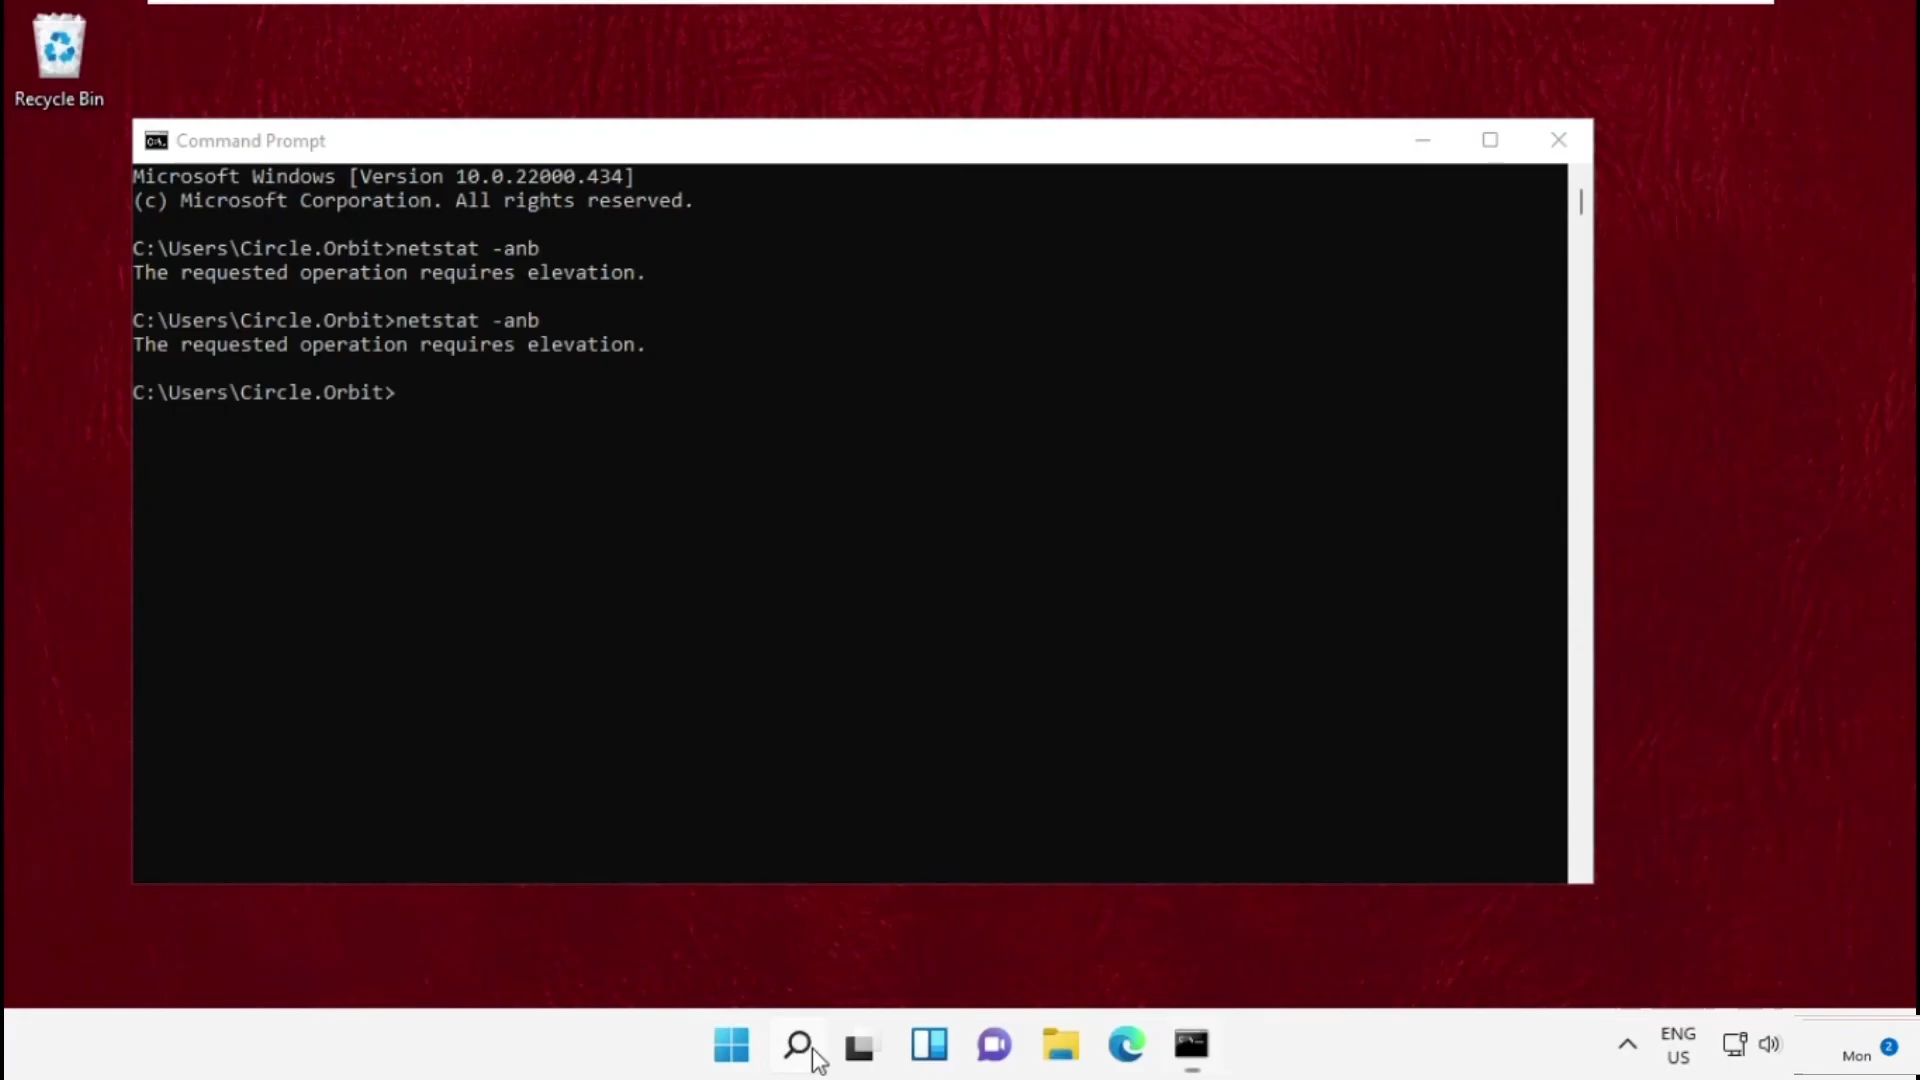 Recycle Bin
Command Prompt
Microsoft Windows [Version 10.0.22000.434]
(c) Microsoft Corporation. All rights reserved.
C:\Users\Circle.Orbit>netstat -anb
The requested operation requires elevation.
C:\Users\Circle.Orbit>netstat -anb
The requested operation requires elevation.
C:\Users\Circle.Orbit>
ENG
US
Mon
2